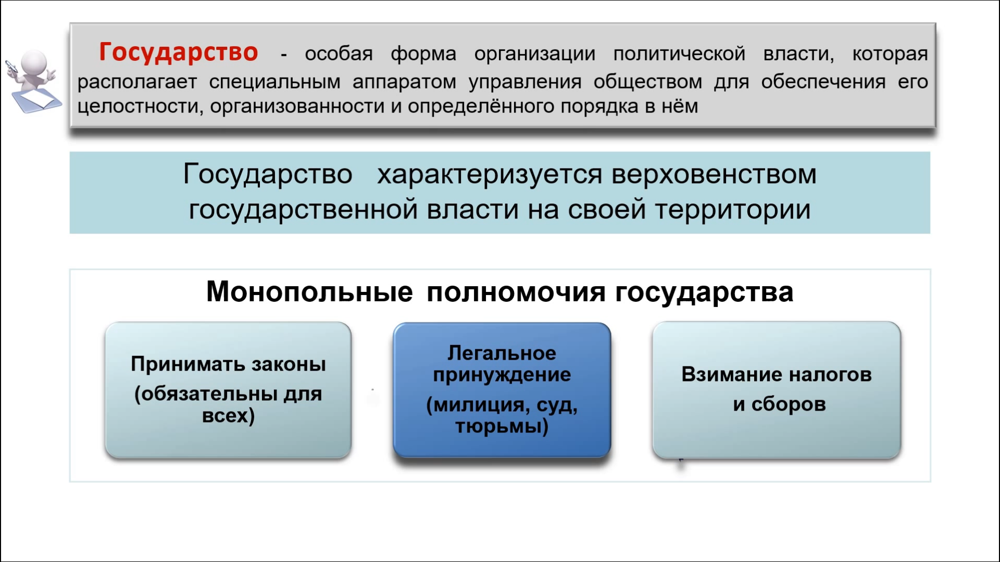 Государство - особая форма организации политической власти, которая
располагает специальным аппаратом управления обществом для обеспечения его
целостности, организованности и определённого порядка в нём
Государство характеризуется верховенством
государственной власти на своей территории
Монопольные полномочия государства
Принимать законы
(обязательны для
всех)
Легальное
принуждение
(милиция, суд,
тюрьмы)
Взимание налогов
и сборов